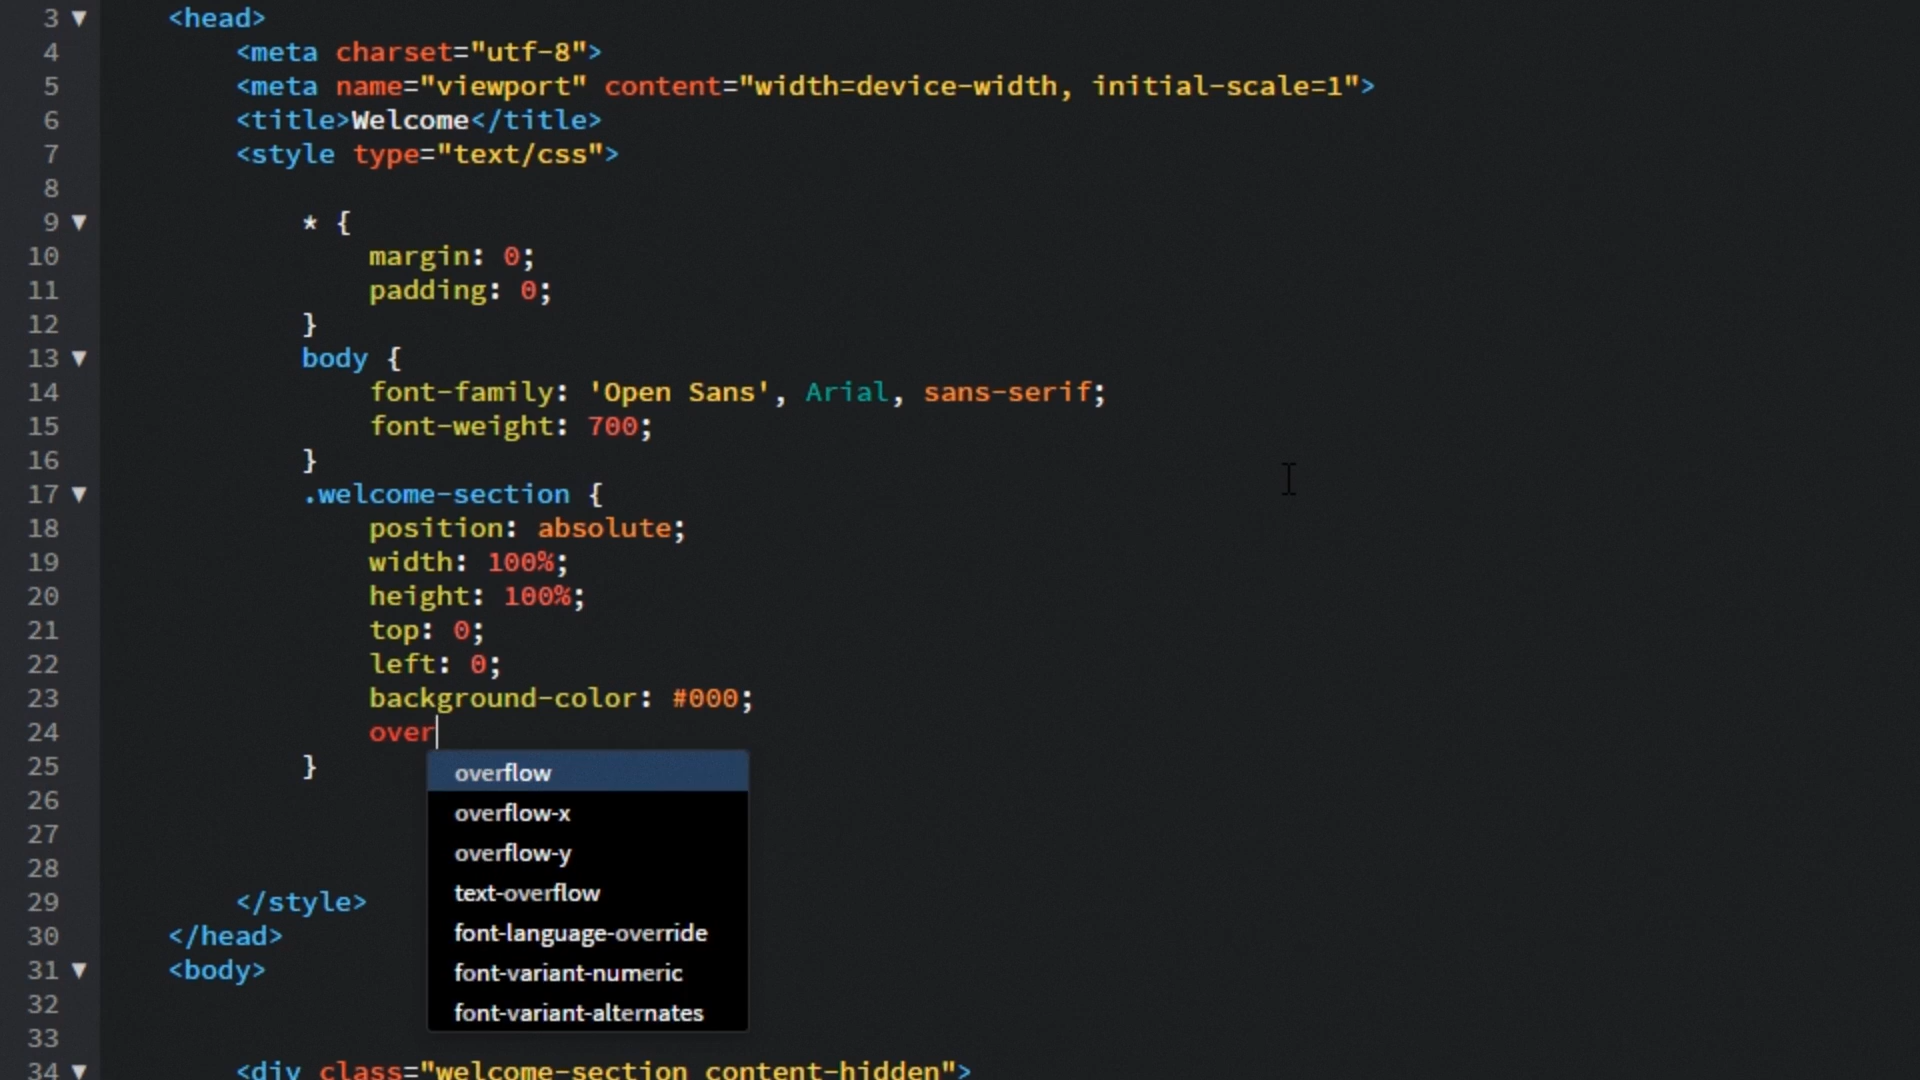 3 ▼ <head>
4 <meta charset="utf-8">
5 <meta name="viewport" content="width=device-width, initial-scale=1">
6 <title>Welcome</title>
7 <style type="text/css">
8
9 ▼ * {
10 margin: 0;
11 padding: 0;
12 }
13 ▼ body {
14 font-family: 'Open Sans', Arial, sans-serif;
15 font-weight: 700;
16 }
17 ▼ .welcome-section {
18 position: absolute;
19 width: 100%;
20 height: 100%;
21 top: 0;
22 left: 0;
23 background-color: #000;
24 over
25 }
overflow
26
overflow-x
27
overflow-y
28
text-overflow
29 </style>
font-language-override
30 </head>
font-variant-numeric
31 ▼ <body>
font-variant-alternates
32
33
34 ▼ <div class="welcome-section content-hidden">